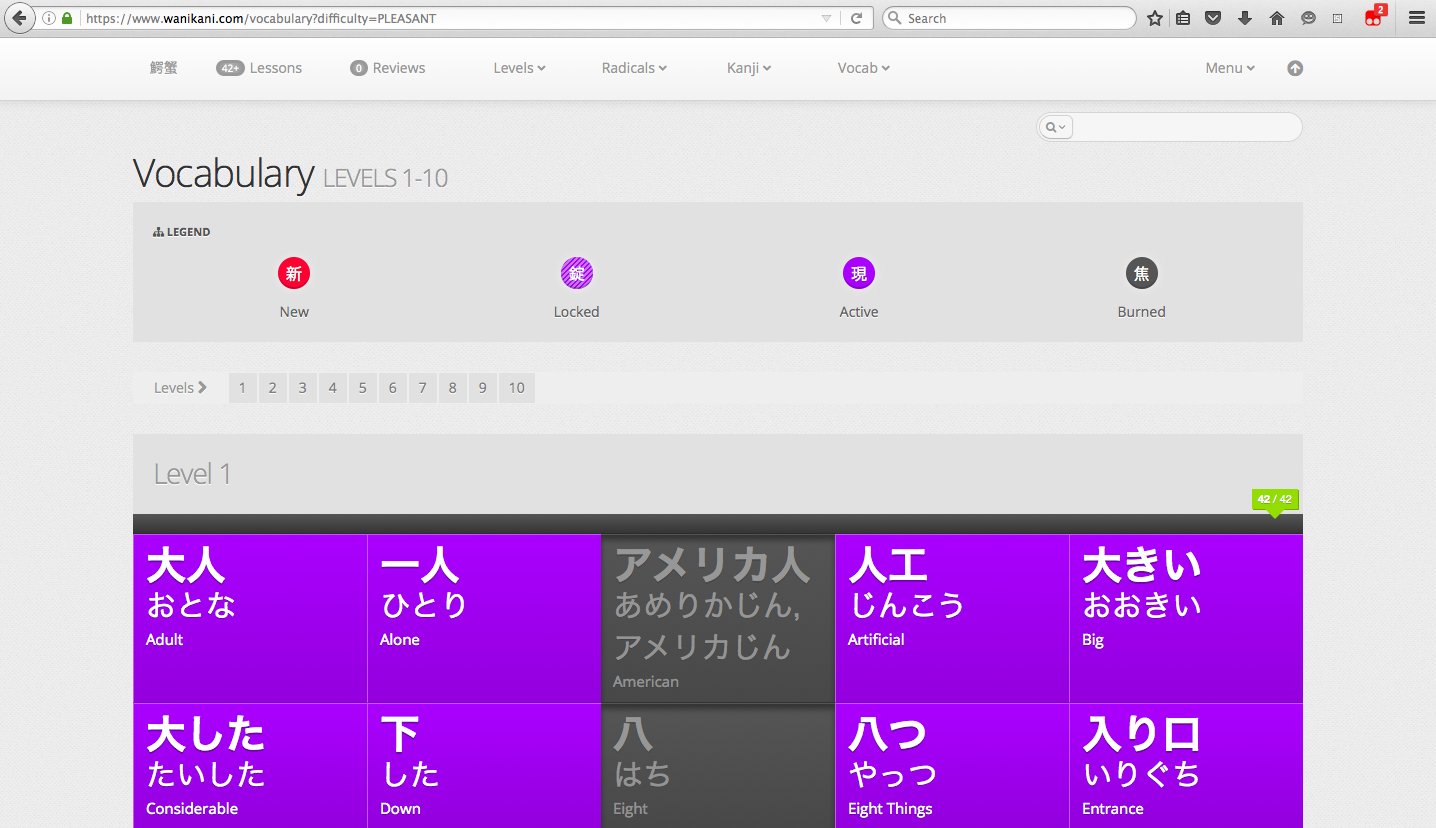 https://www.wanikani.com/vocabulary?difficulty=PLEASANT
Search
2
鰐蟹
42+ Lessons
0 Reviews
Levels
Radicals
Kanji
Vocab
Menu
Vocabulary LEVELS 1-10
LEGEND
新
錠
現
焦
New
Locked
Active
Burned
Levels
1
2
3
4
5
6
7
8
9
10
Level 1
42 / 42
大人
おとな
Adult
一人
ひとり
Alone
アメリカ人
あめりかじん,
アメリカじん
American
人工
じんこう
Artificial
大きい
おおきい
Big
大した
たいした
Considerable
下
した
Down
八
はち
Eight
八つ
やっつ
Eight Things
入り口
いりぐち
Entrance